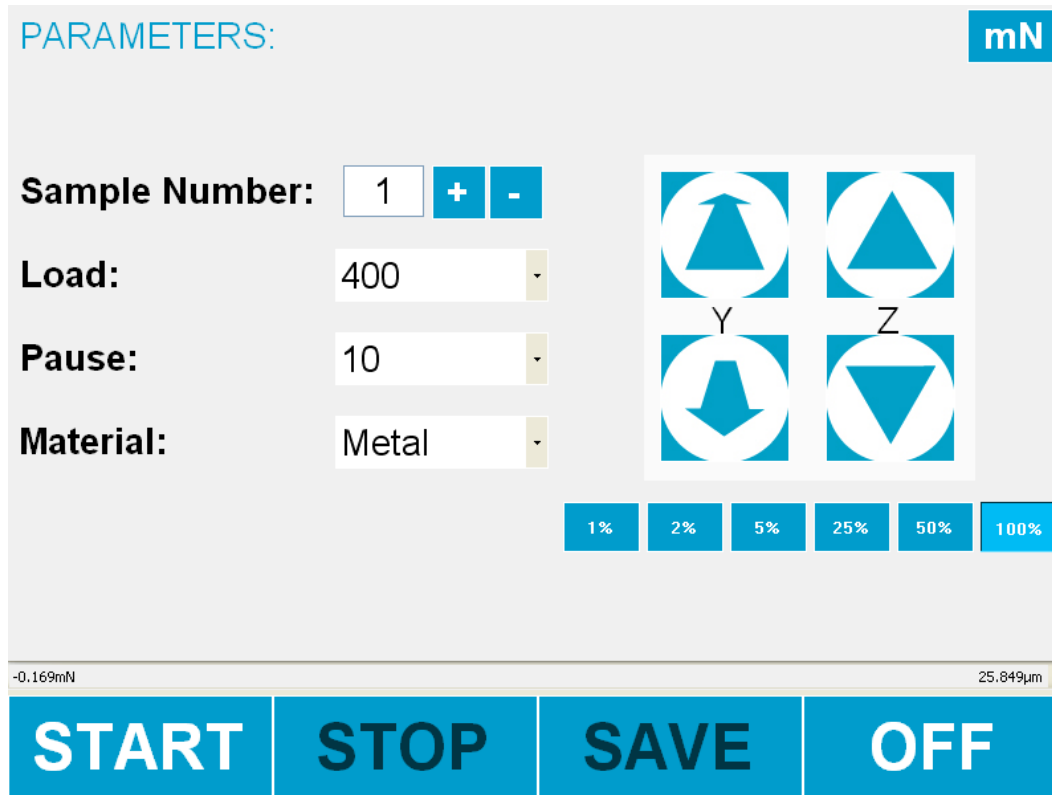 PARAMETERS:
mN
Sample Number: 1 + -
Load: 400
Pause: 10
Material: Metal
Y Z
1% 2% 5% 25% 50% 100%
-0.169mN 25.849µm
START STOP SAVE OFF